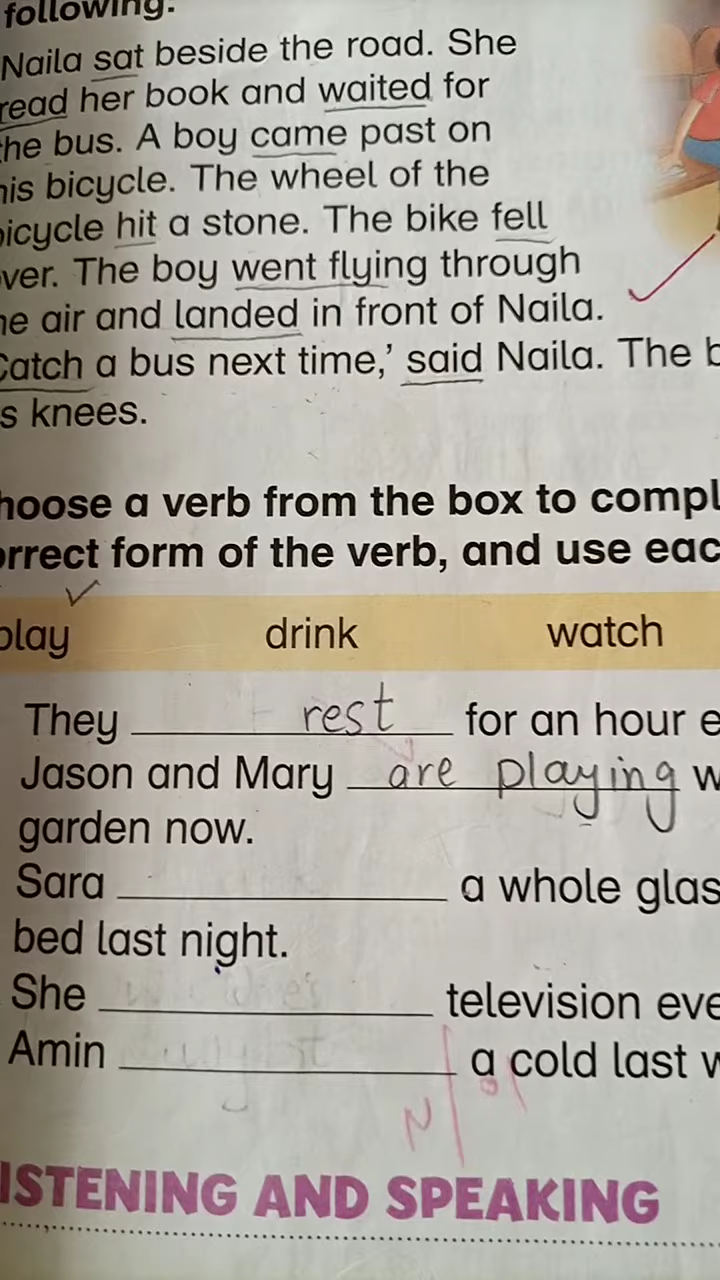 following.
Naila sat beside the road. She
read her book and waited for
the bus. A boy came past on
his bicycle. The wheel of the
bicycle hit a stone. The bike fell
ver. The boy went flying through
he air and landed in front of Naila.
Catch a bus next time,’ said Naila. The b
s knees.
hoose a verb from the box to compl
orrect form of the verb, and use eac
play drink watch
They rest for an hour e
Jason and Mary are playing w
garden now.
Sara a whole glas
bed last night.
She television eve
Amin a cold last w
ISTENING AND SPEAKING